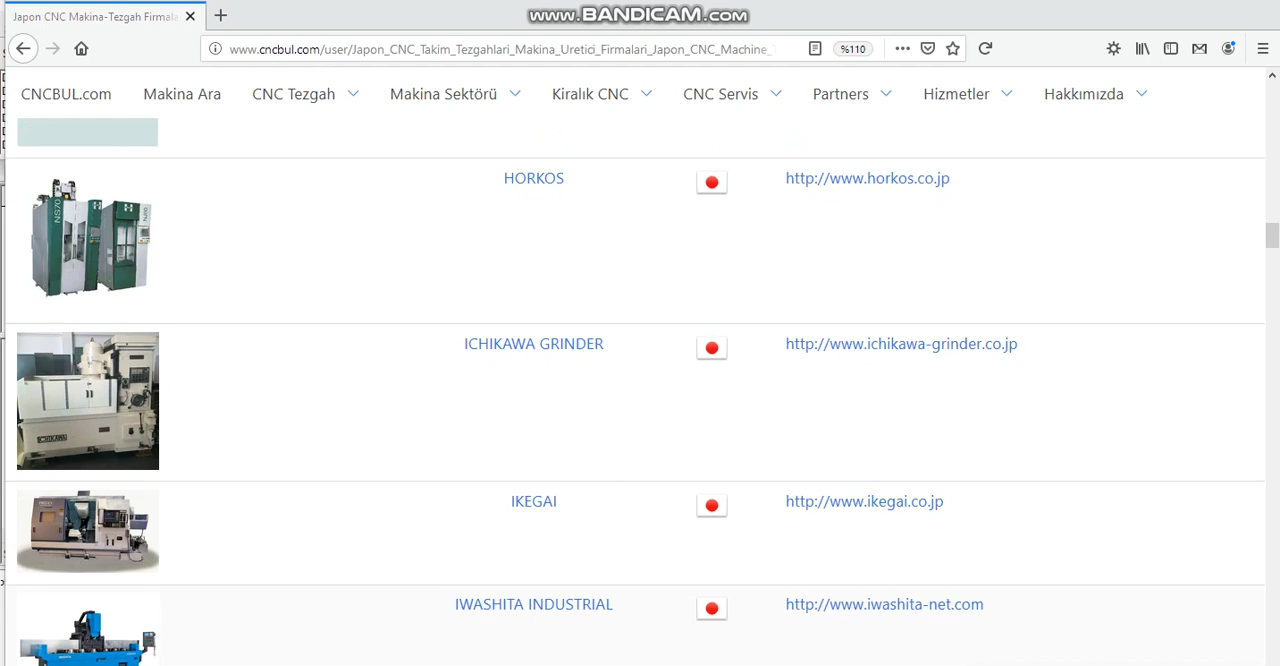 www.BANDICAM.com
Japon CNC Makina-Tezgah Firmala
www.cncbul.com/user/Japon_CNC_Takim_Tezgahlari_Makina_Uretici_Firmalari_Japon_CNC_Machine_
%110
CNCBUL.com Makina Ara CNC Tezgah Makina Sektörü Kiralık CNC CNC Servis Partners Hizmetler Hakkımızda
HORKOS http://www.horkos.co.jp
NS70
ICHIKAWA GRINDER http://www.ichikawa-grinder.co.jp
ICHIKAWA
IKEGAI http://www.ikegai.co.jp
IWASHITA INDUSTRIAL http://www.iwashita-net.com